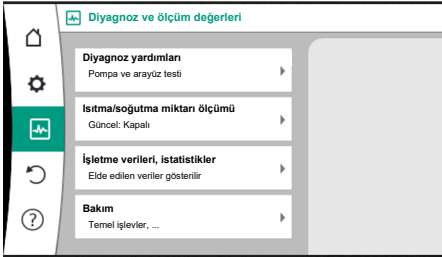 Diyagnoz ve ölçüm değerleri
Diyagnoz yardımları
Pompa ve arayüz testi
Isıtma/soğutma miktarı ölçümü
Güncel: Kapalı
İşletme verileri, istatistikler
Elde edilen veriler gösterilir
Bakım
Temel işlevler, ...
?